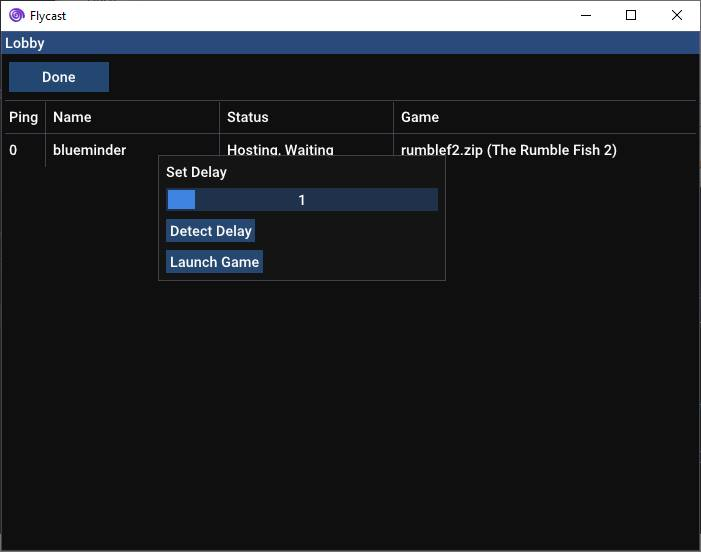 Flycast
Lobby
Done
Ping Name Status Game
0 blueminder Hosting, Waiting rumblef2.zip (The Rumble Fish 2)
Set Delay
1
Detect Delay
Launch Game